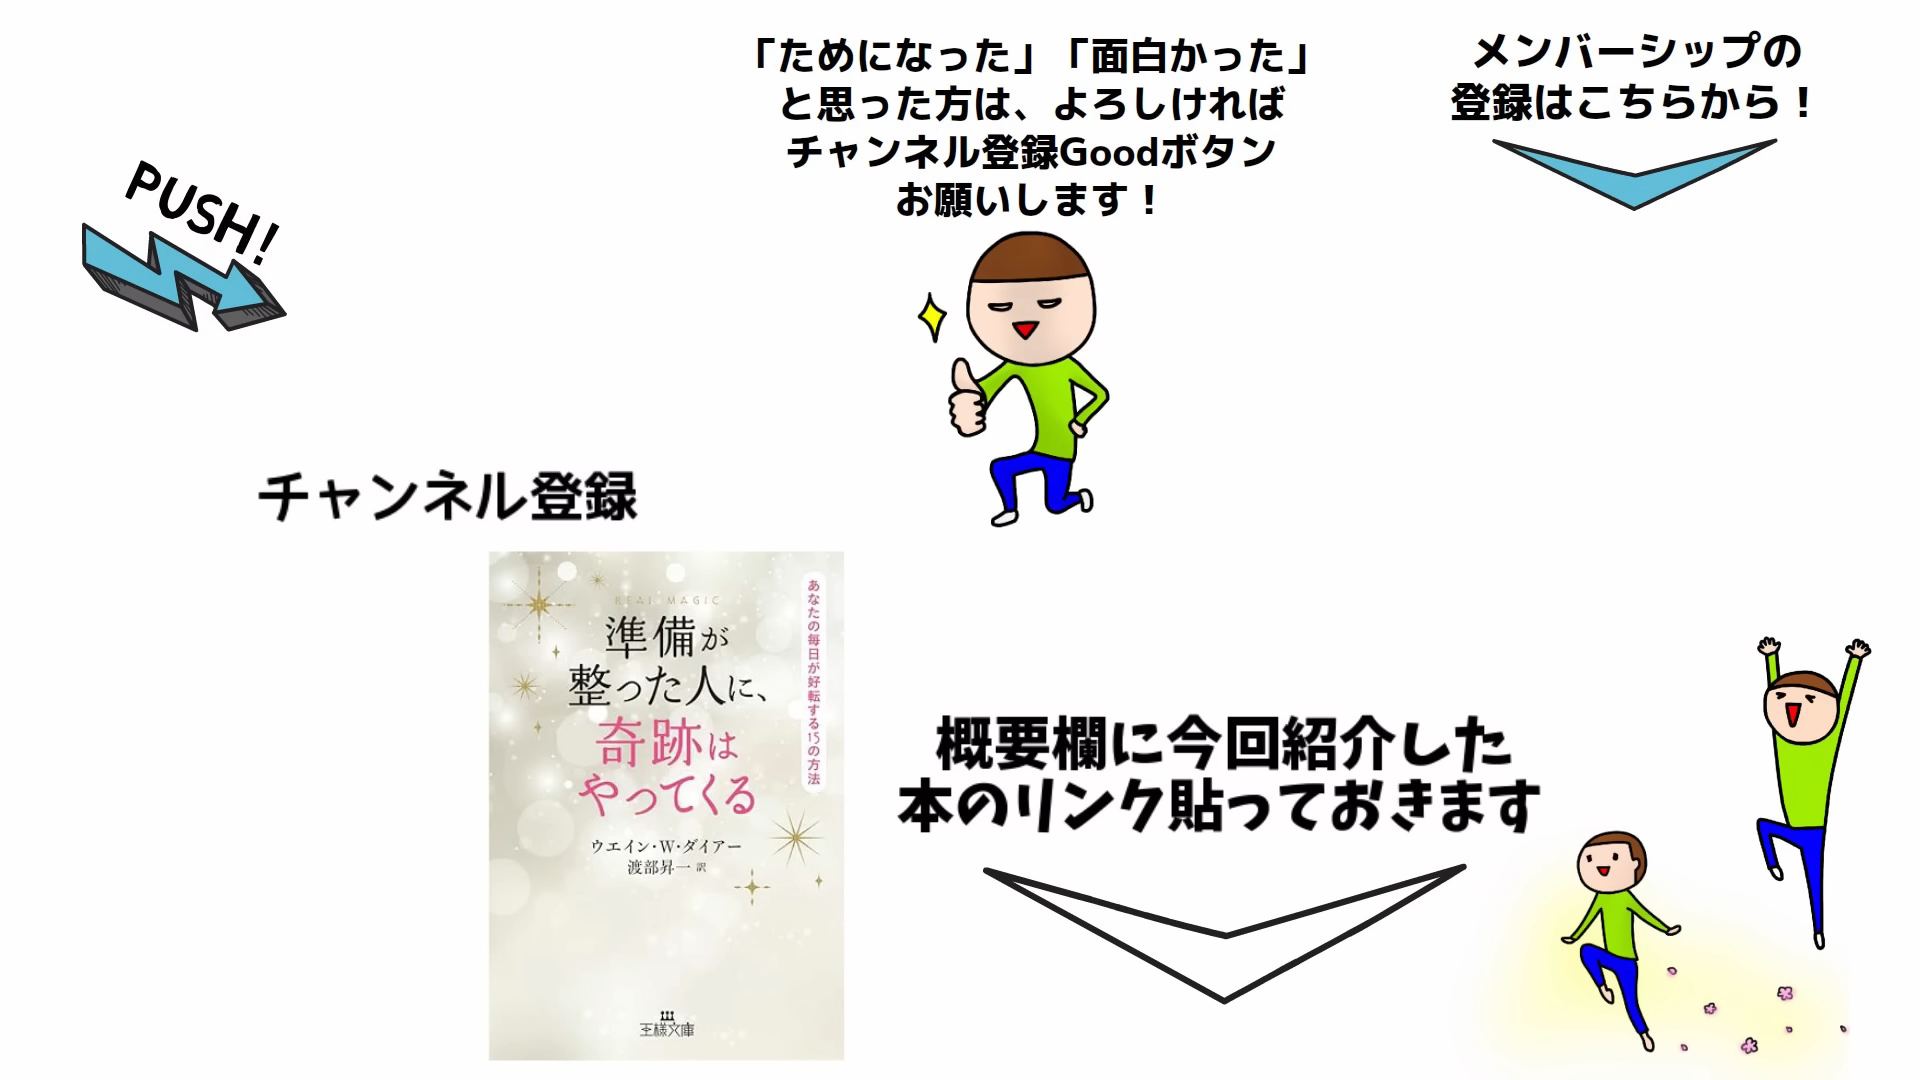 「ためになった」「面白かった」
と思った方は、よろしければ
チャンネル登録Goodボタン
お願いします！
メンバーシップの
登録はこちらから！
PUSH!
チャンネル登録
REAL MAGIC
準備が
整った人に、
奇跡は
やってくる
あなたの毎日が好転する15の方法
ウエイン・W・ダイアー
渡部昇一 訳
王様文庫
概要欄に今回紹介した
本のリンク貼っておきます